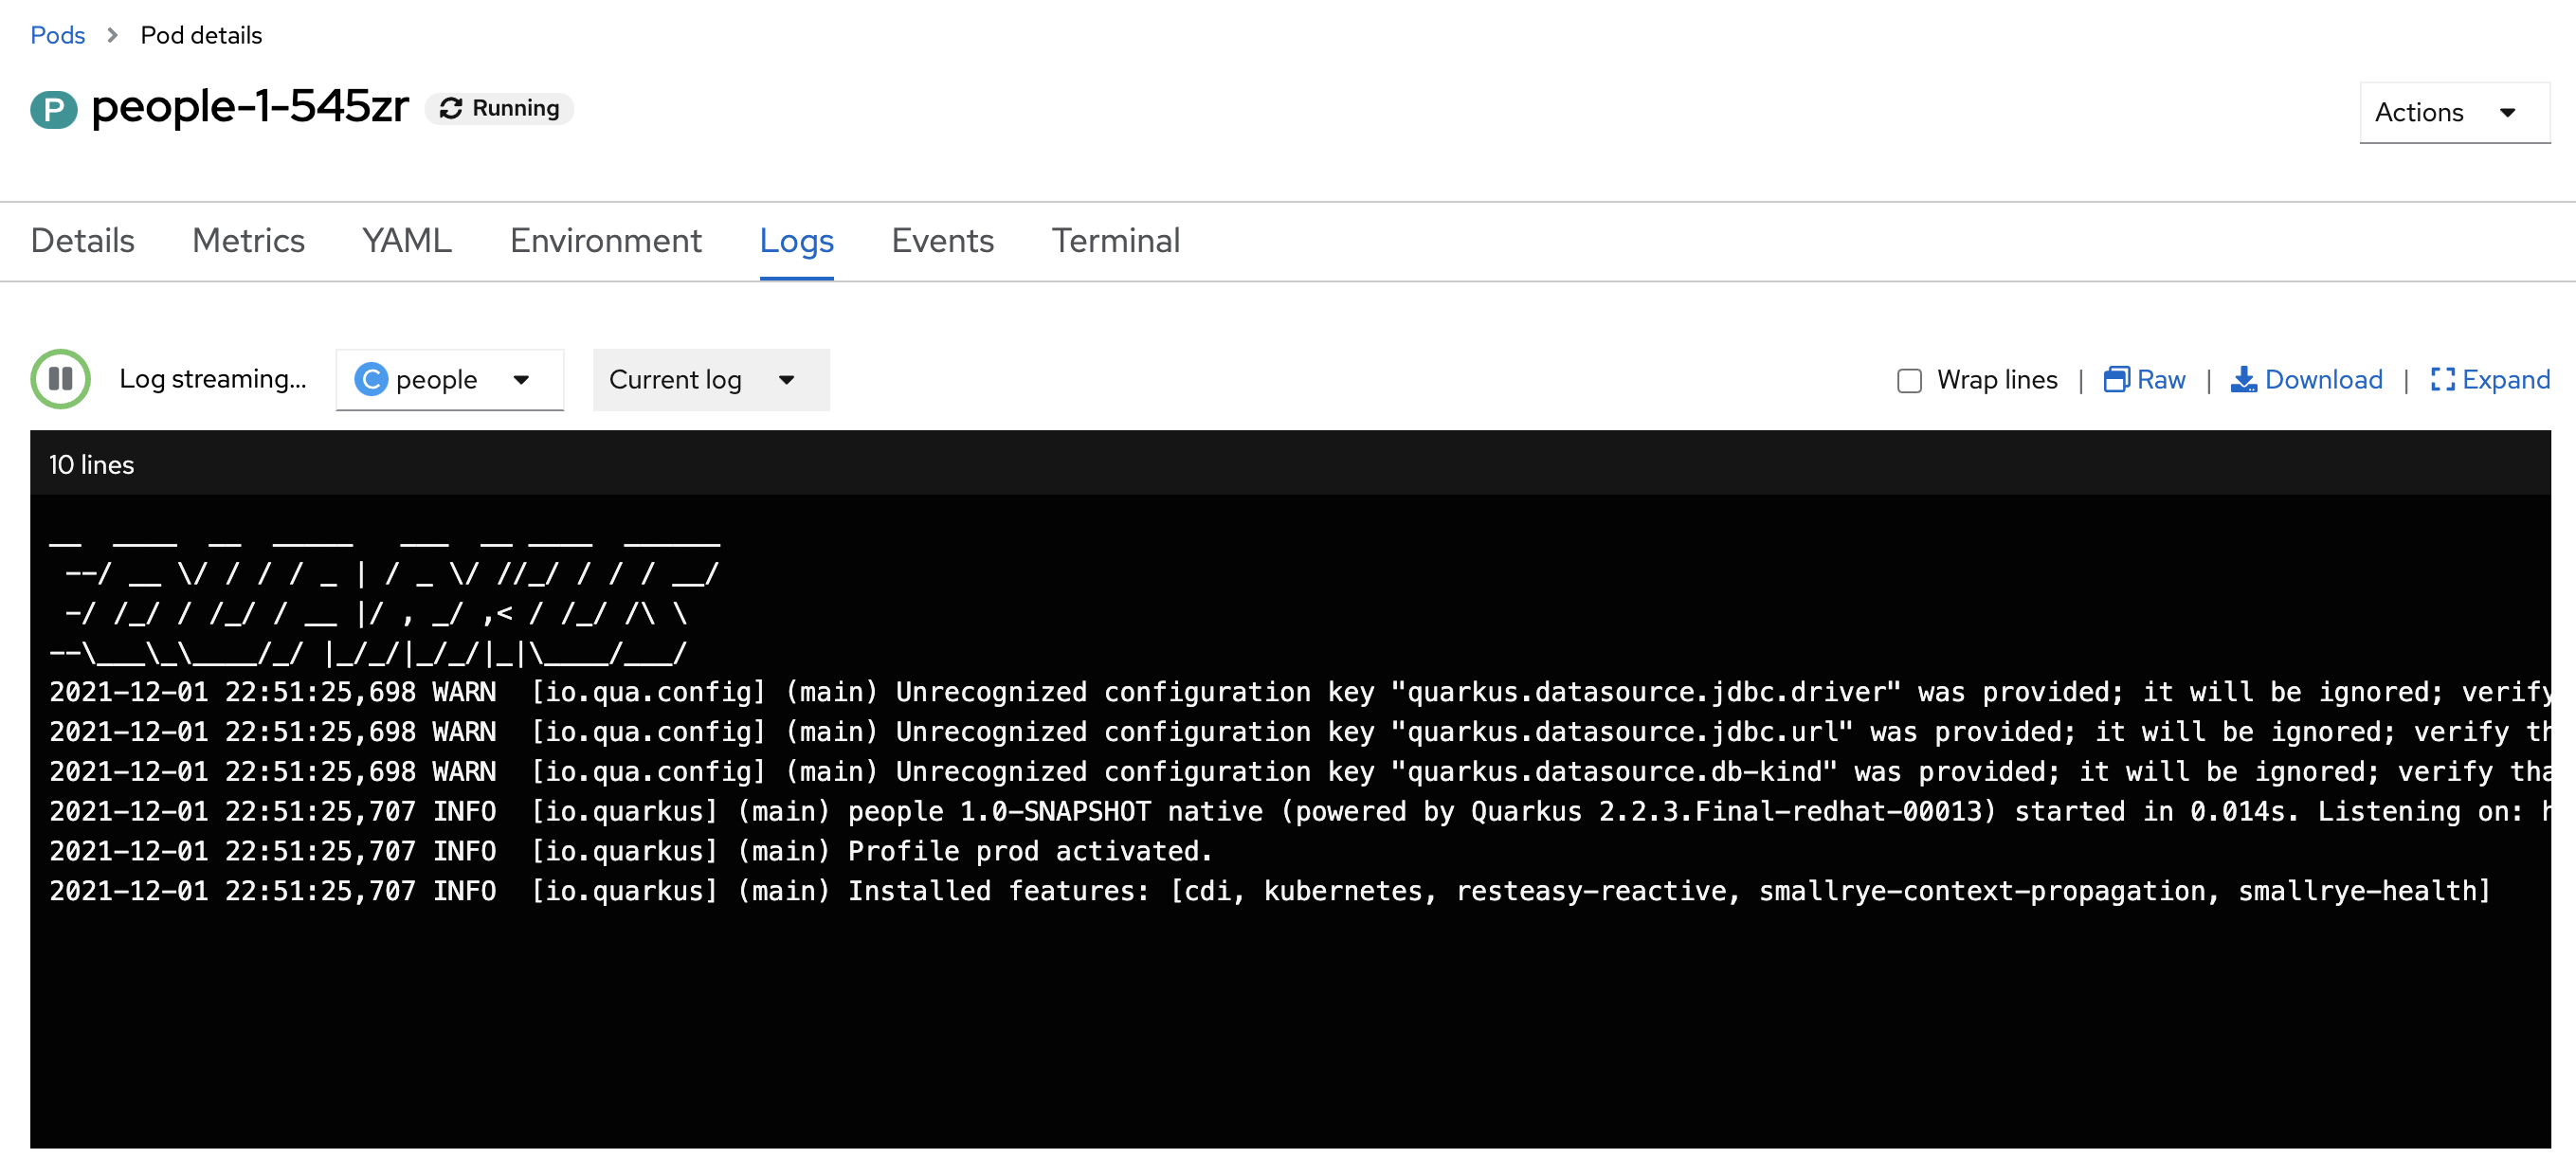 Pods > Pod details
P people-1-545zr Running
Actions
Details Metrics YAML Environment Logs Events Terminal
Log streaming... C people Current log Wrap lines | Raw | Download | Expand
10 lines
__  ____  __  _____   ___  __ ____  ______
 --/ __ \/ / / / _ | / _ \/ //_/ / / / __/
 -/ /_/ / /_/ / __ |/ , _/ ,< / /_/ /\ \
--\___\_\____/_/ |_/_/|_/_/|_|\____/___/
2021-12-01 22:51:25,698 WARN  [io.qua.config] (main) Unrecognized configuration key "quarkus.datasource.jdbc.driver" was provided; it will be ignored; verify
2021-12-01 22:51:25,698 WARN  [io.qua.config] (main) Unrecognized configuration key "quarkus.datasource.jdbc.url" was provided; it will be ignored; verify th
2021-12-01 22:51:25,698 WARN  [io.qua.config] (main) Unrecognized configuration key "quarkus.datasource.db-kind" was provided; it will be ignored; verify tha
2021-12-01 22:51:25,707 INFO  [io.quarkus] (main) people 1.0-SNAPSHOT native (powered by Quarkus 2.2.3.Final-redhat-00013) started in 0.014s. Listening on: h
2021-12-01 22:51:25,707 INFO  [io.quarkus] (main) Profile prod activated.
2021-12-01 22:51:25,707 INFO  [io.quarkus] (main) Installed features: [cdi, kubernetes, resteasy-reactive, smallrye-context-propagation, smallrye-health]